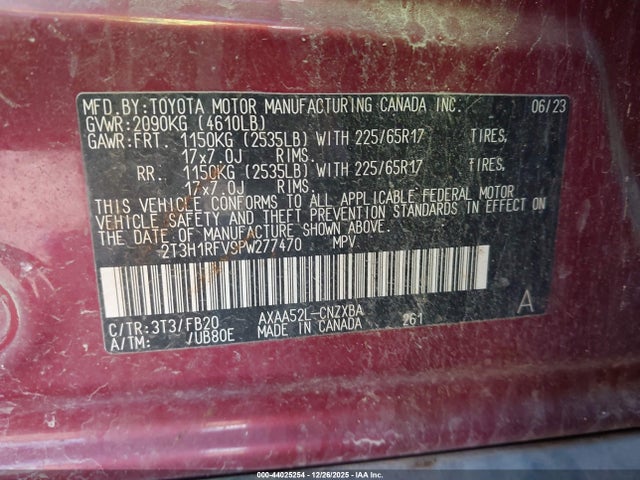 MFD.BY:TOYOTA MOTOR MANUFACTURING CANADA INC. 06/23
GVWR:2090KG (4610LB)
GAWR:FRT. 1150KG (2535LB) WITH 225/65R17 TIRES,
17x7.0J RIMS.
RR. 1150KG (2535LB) WITH 225/65R17 TIRES,
17x7.0J RIMS.
THIS VEHICLE CONFORMS TO ALL APPLICABLE FEDERAL MOTOR
VEHICLE SAFETY AND THEFT PREVENTION STANDARDS IN EFFECT ON
THE DATE OF MANUFACTURE SHOWN ABOVE.
2T3H1RFV5PW277470 MPV
C/TR:3T3/FB20 AXAA52L-CNZXBA 261 A
A/TM: /UB80E MADE IN CANADA
000-44025254 - 12/26/2025 - IAA Inc.